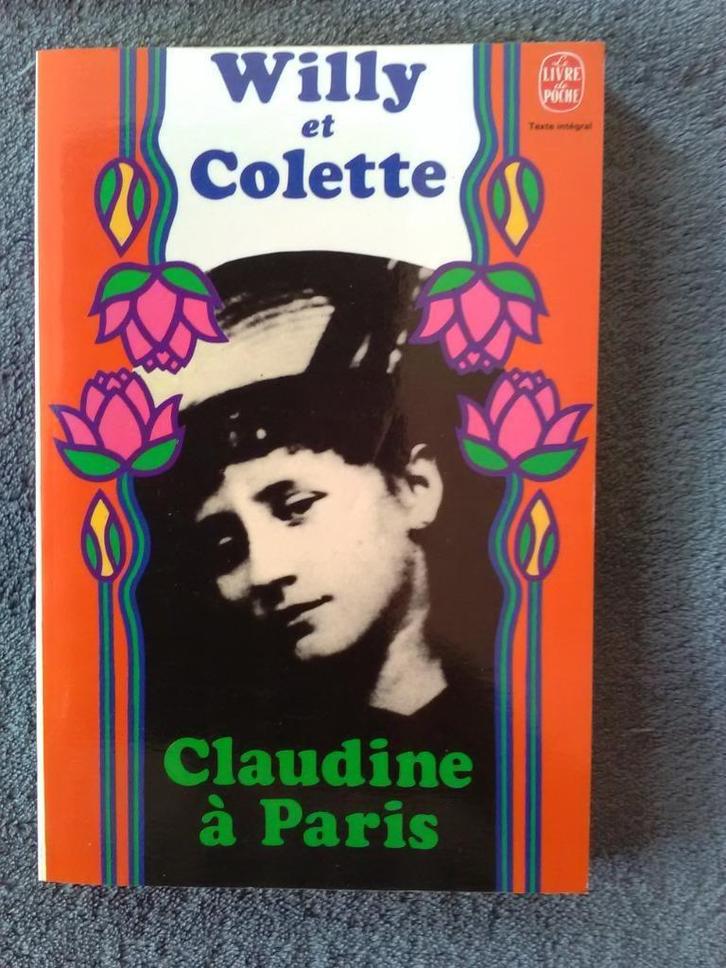 Willy
et
Colette
Le
LIVRE
de
POCHE
Texte intégral
Claudine
à Paris